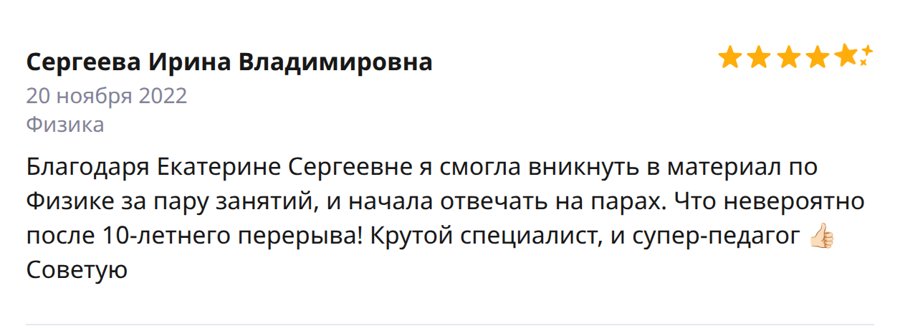 Сергеева Ирина Владимировна
20 ноября 2022
Физика
Благодаря Екатерине Сергеевне я смогла вникнуть в материал по
Физике за пару занятий, и начала отвечать на парах. Что невероятно
после 10-летнего перерыва! Крутой специалист, и супер-педагог 👍🏻
Советую